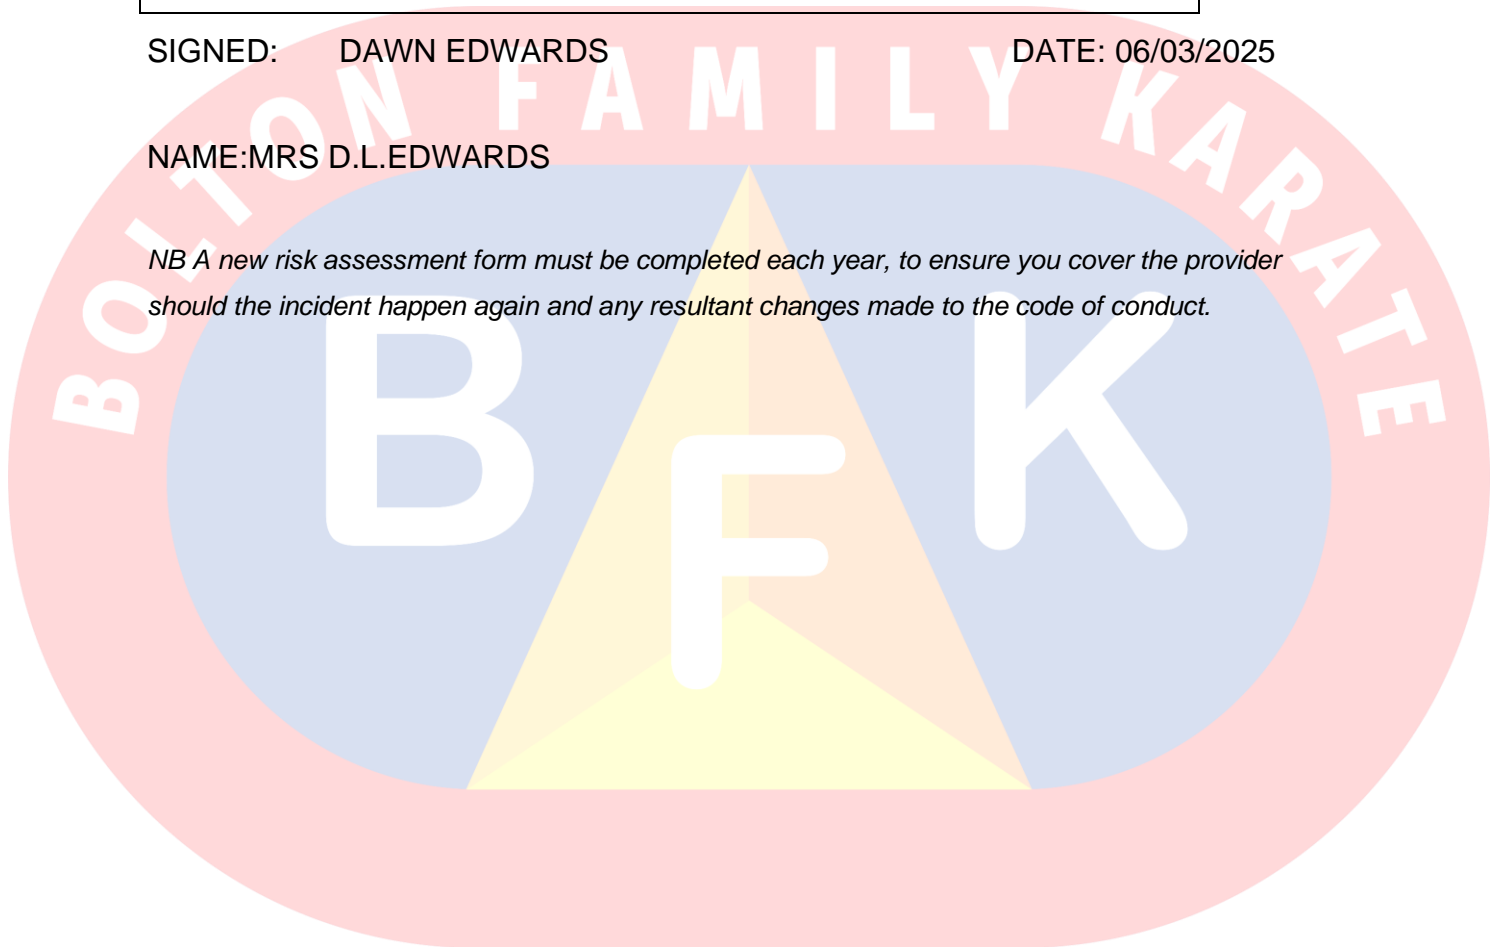 SIGNED: DAWN EDWARDS DATE: 06/03/2025
NAME:MRS D.L.EDWARDS
NB A new risk assessment form must be completed each year, to ensure you cover the provider
should the incident happen again and any resultant changes made to the code of conduct.
BOLTON FAMILY KARATE
B F K